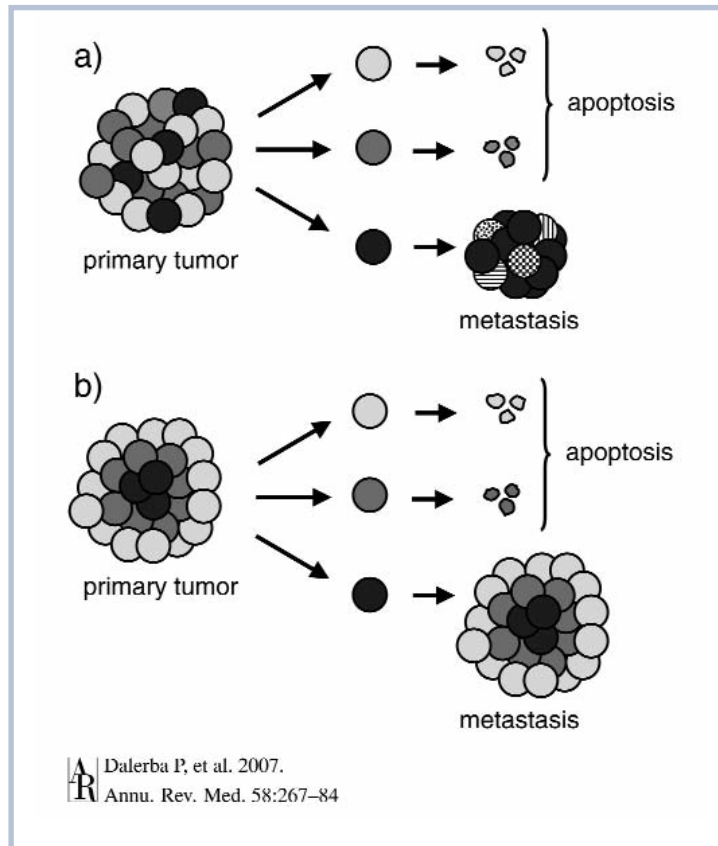 a)
apoptosis
primary tumor
metastasis
b)
apoptosis
primary tumor
metastasis
AR
Dalerba P, et al. 2007.
Annu. Rev. Med. 58:267–84